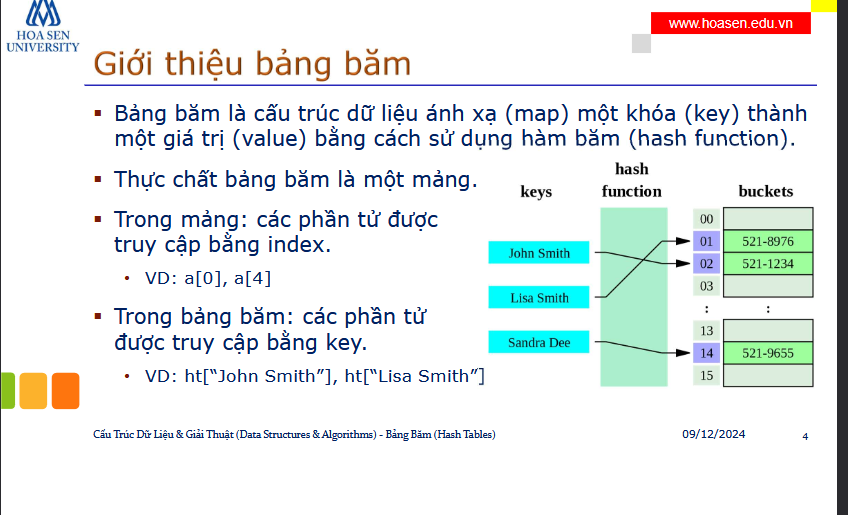 HOA SEN
UNIVERSITY
www.hoasen.edu.vn
Giới thiệu bảng băm
▪ Bảng băm là cấu trúc dữ liệu ánh xạ (map) một khóa (key) thành
một giá trị (value) bằng cách sử dụng hàm băm (hash function).
▪ Thực chất bảng băm là một mảng.
▪ Trong mảng: các phần tử được
truy cập bằng index.
• VD: a[0], a[4]
▪ Trong bảng băm: các phần tử
được truy cập bằng key.
• VD: ht[“John Smith”], ht[“Lisa Smith”]
keys
hash
function
buckets
John Smith
Lisa Smith
Sandra Dee
00
01 521-8976
02 521-1234
03
: :
13
14 521-9655
15
Cấu Trúc Dữ Liệu & Giải Thuật (Data Structures & Algorithms) - Bảng Băm (Hash Tables)
09/12/2024
4